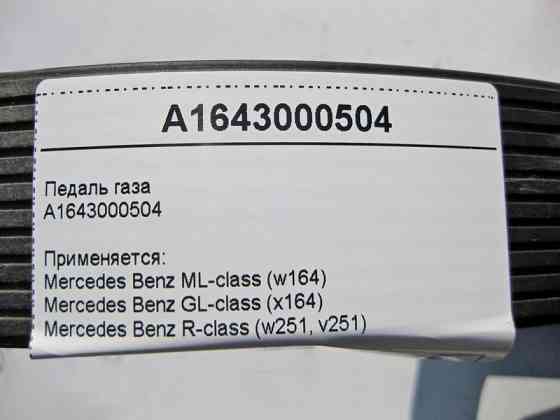 A1643000504
Педаль газа
A1643000504
Применяется:
Mercedes Benz ML-class (w164)
Mercedes Benz GL-class (x164)
Mercedes Benz R-class (w251, v251)